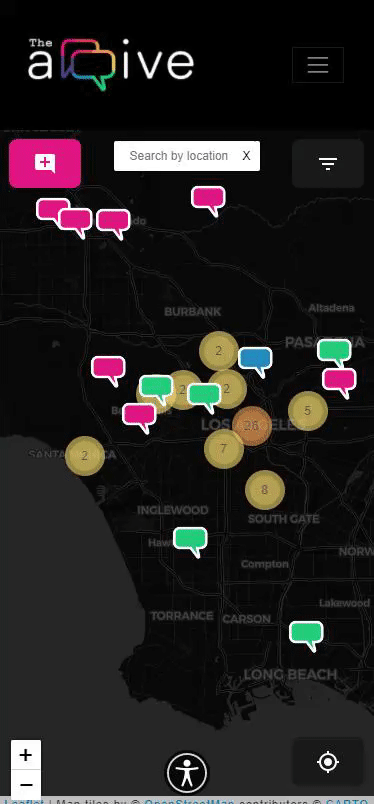 The
a ive
Search by location X
BURBANK
Altadena
PASADENA
2
2
2
5
LOS ANGELES
26
7
SANTA MONICA
2
8
INGLEWOOD
SOUTH GATE
Haw
NORW
Compton
Lakewood
TORRANCE
CARSON
LONG BEACH
+
−
Leaflet | Map tiles by © OpenStreetMap contributors © CARTO